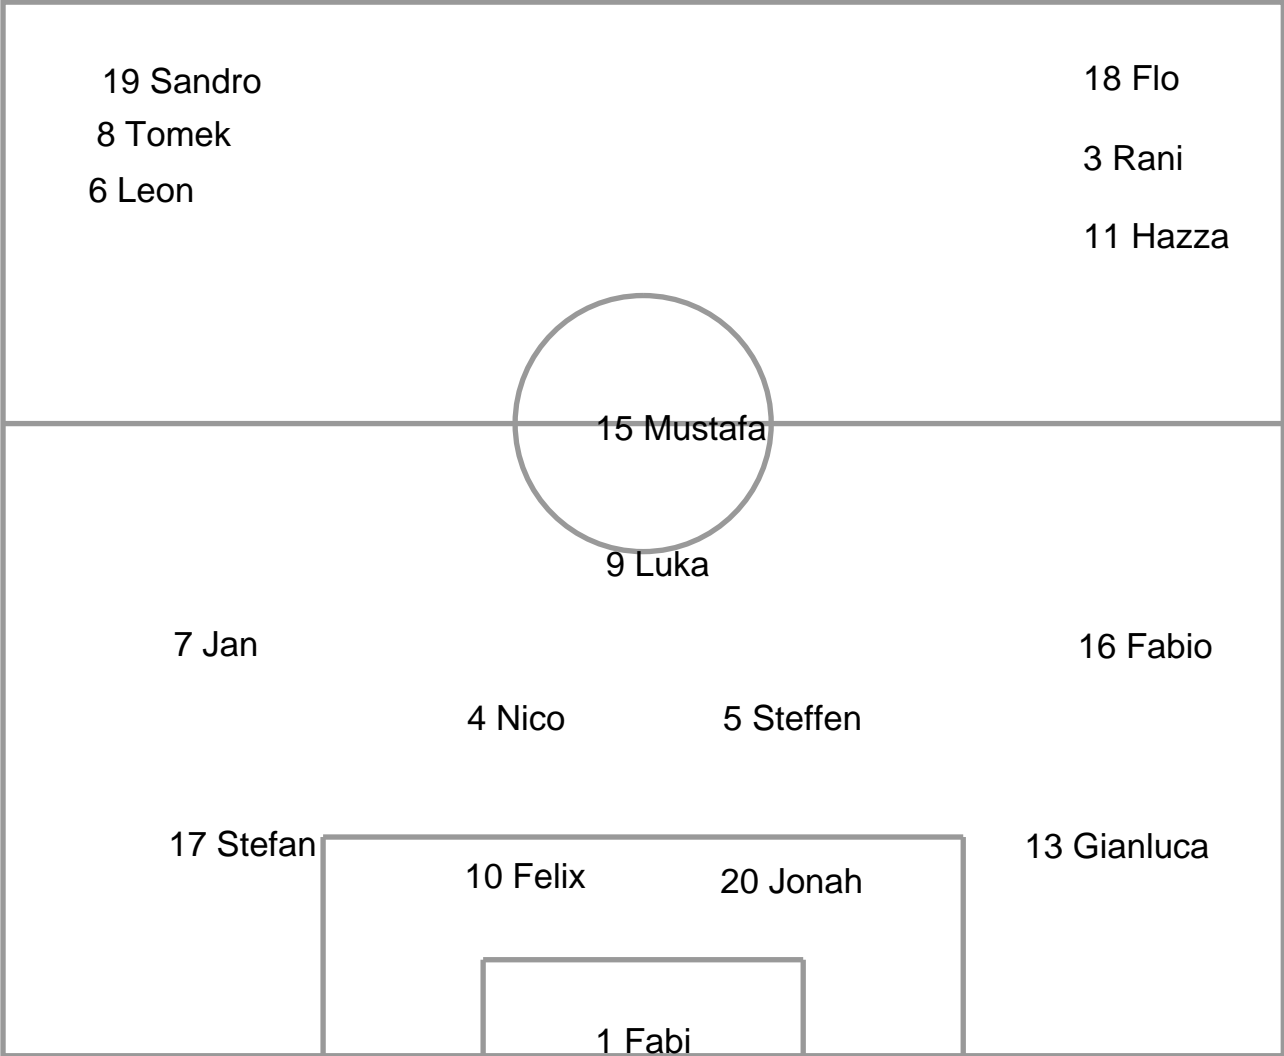 19 Sandro
18 Flo
8 Tomek
3 Rani
6 Leon
11 Hazza
15 Mustafa
9 Luka
7 Jan
16 Fabio
4 Nico
5 Steffen
17 Stefan
13 Gianluca
10 Felix
20 Jonah
1 Fabi